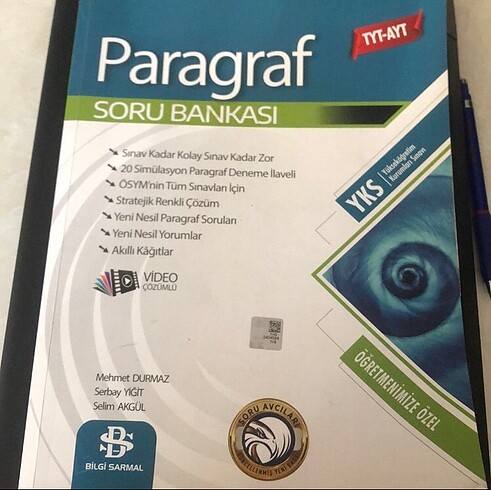 TYT-AYT
Paragraf
SORU BANKASI
Sınav Kadar Kolay Sınav Kadar Zor
20 Simülasyon Paragraf Deneme İlaveli
ÖSYM'nin Tüm Sınavları İçin
Stratejik Renkli Çözüm
Yeni Nesil Paragraf Soruları
Yeni Nesil Yorumlar
Akıllı Kâğıtlar
VİDEO
ÇÖZÜMLÜ
YKS
Yükseköğretim
Kurumları Sınavı
ÖĞRETMENİMİZE ÖZEL
Mehmet DURMAZ
Serbay YİĞİT
Selim AKGÜL
BİLGİ SARMAL
SORU AVCILARI